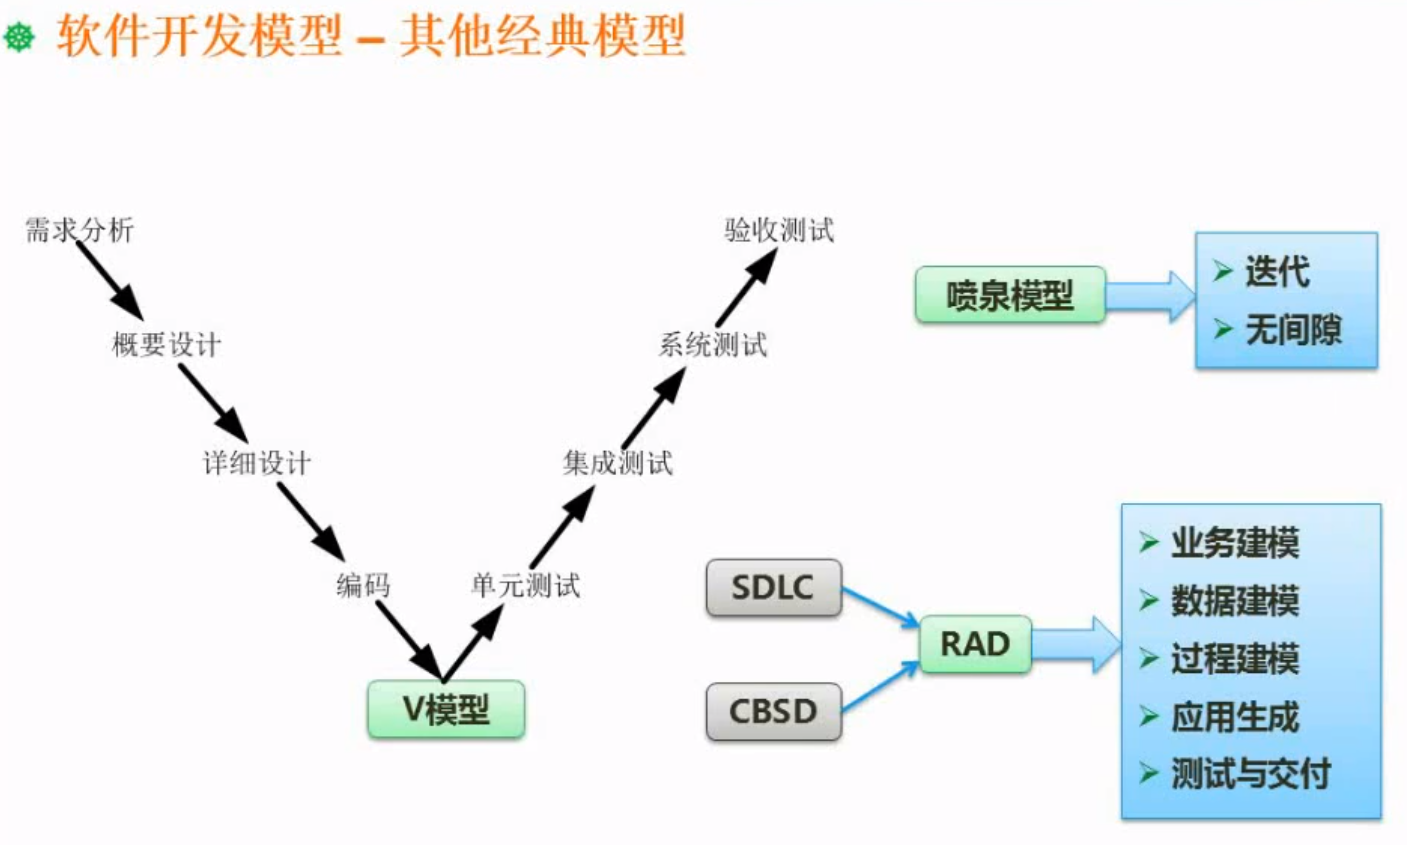 软件开发模型 – 其他经典模型
需求分析
概要设计
详细设计
编码
V模型
单元测试
集成测试
系统测试
验收测试
喷泉模型
迭代
无间隙
SDLC
CBSD
RAD
业务建模
数据建模
过程建模
应用生成
测试与交付